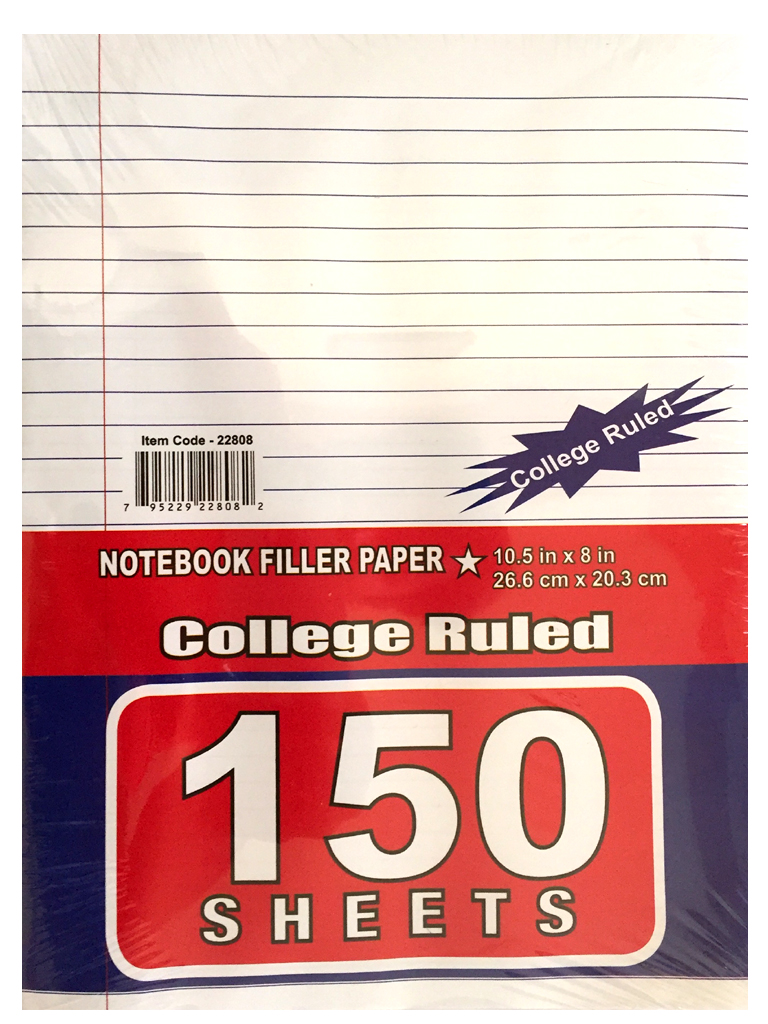 Item Code - 22808
7 95229 22808 2
College Ruled
NOTEBOOK FILLER PAPER ★ 10.5 in x 8 in
26.6 cm x 20.3 cm
College Ruled
150
SHEETS